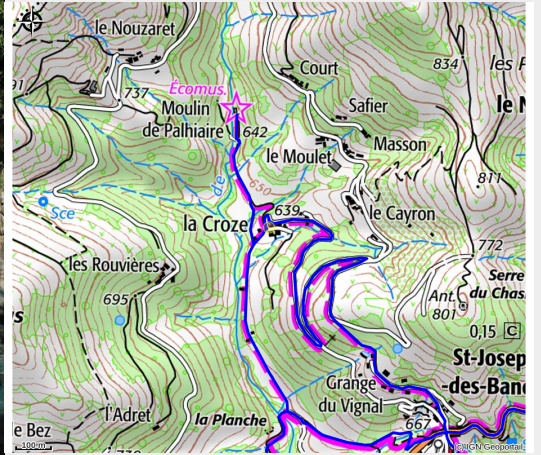 le Nouzaret
Court
834
les
91
737
Écomus.
Moulin
de Palhiaire
642
Safier
le N
Masson
le Moulet
811
de
650
Sce
639
la Croze
le Cayron
772
les Rouvières
695
Serre
du Chas
Ant.
801
0,15 C
St-Josep
-des-Banc
Grange
du Vignal
667
l'Adret
la Planche
le Bez
100 m
(c) IGN Geoportail